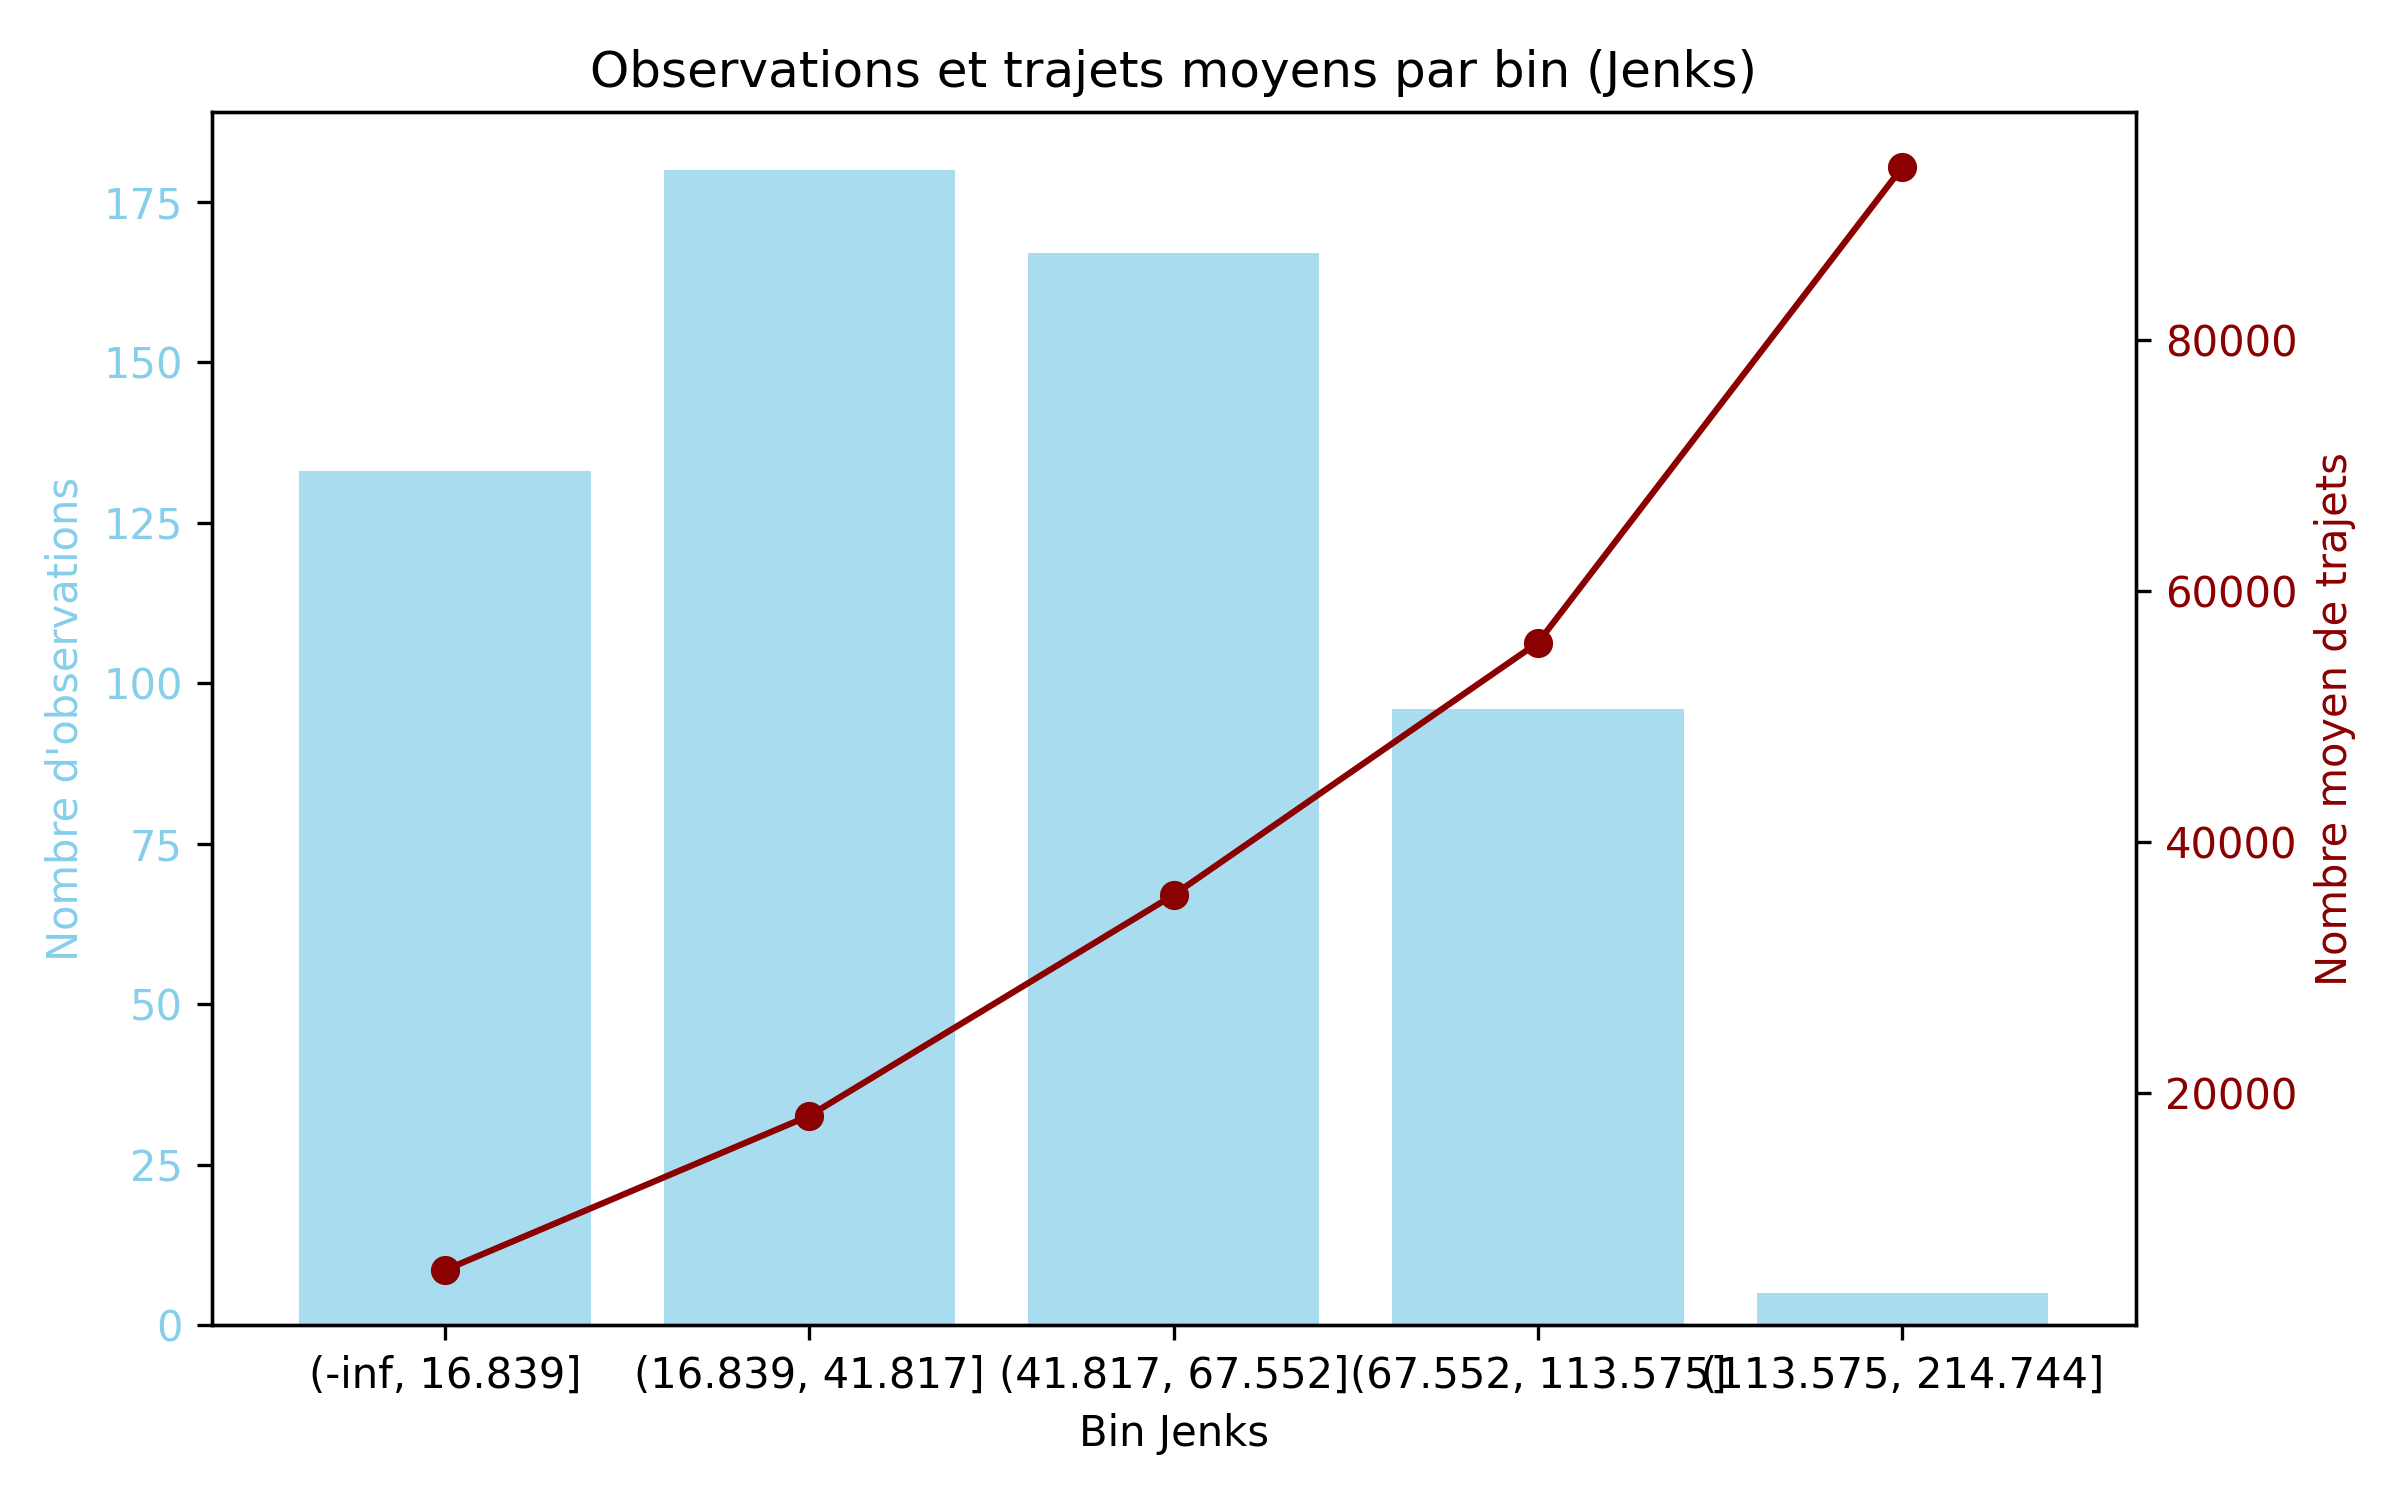 Observations et trajets moyens par bin (Jenks)
Nombre d'observations
175
150
125
100
75
50
25
0
80000
60000
40000
20000
Nombre moyen de trajets
(-inf, 16.839] (16.839, 41.817] (41.817, 67.552] (67.552, 113.575] (113.575, 214.744]
Bin Jenks